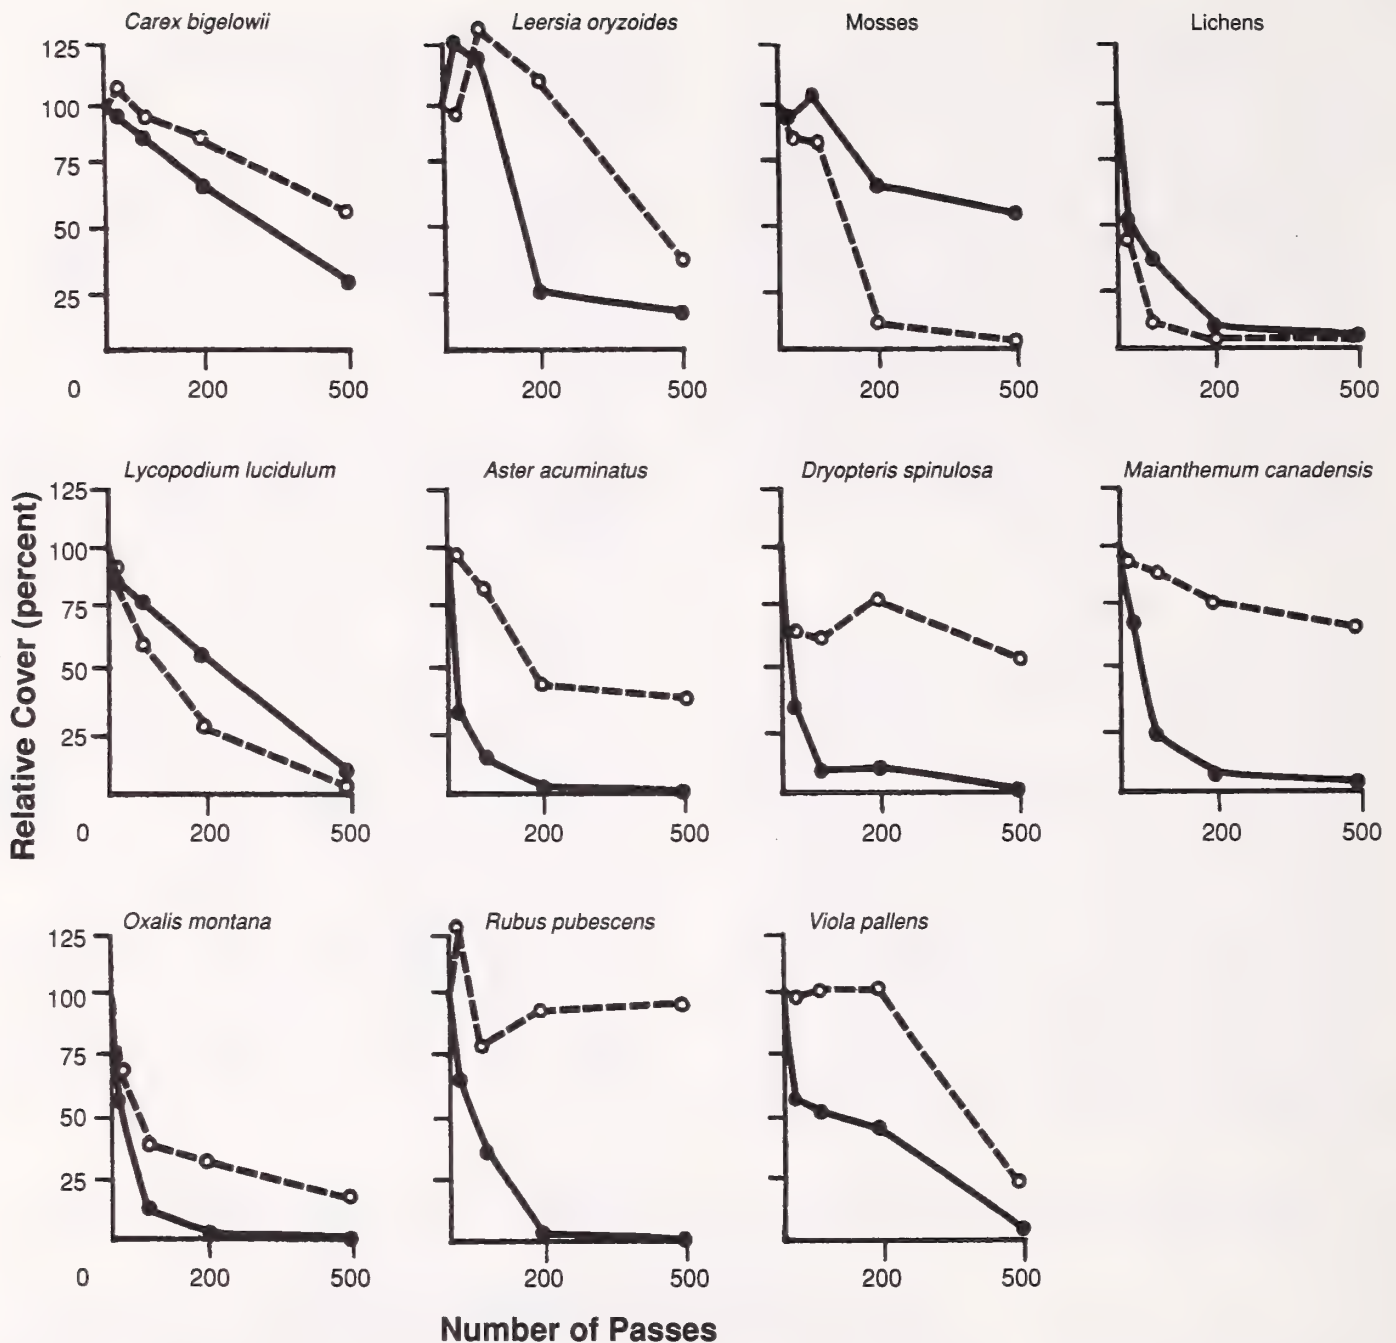 Carex bigelowii Leersia oryzoides Mosses Lichens
125
100
75
50
25
0 200 500 200 500 200 500 200 500
Lycopodium lucidulum Aster acuminatus Dryopteris spinulosa Maianthemum canadensis
125
100
75
50
25
0 200 500 200 500 200 500 200 500
Relative Cover (percent)
Oxalis montana Rubus pubescens Viola pallens
125
100
75
50
25
0 200 500 200 500 200 500
Number of Passes